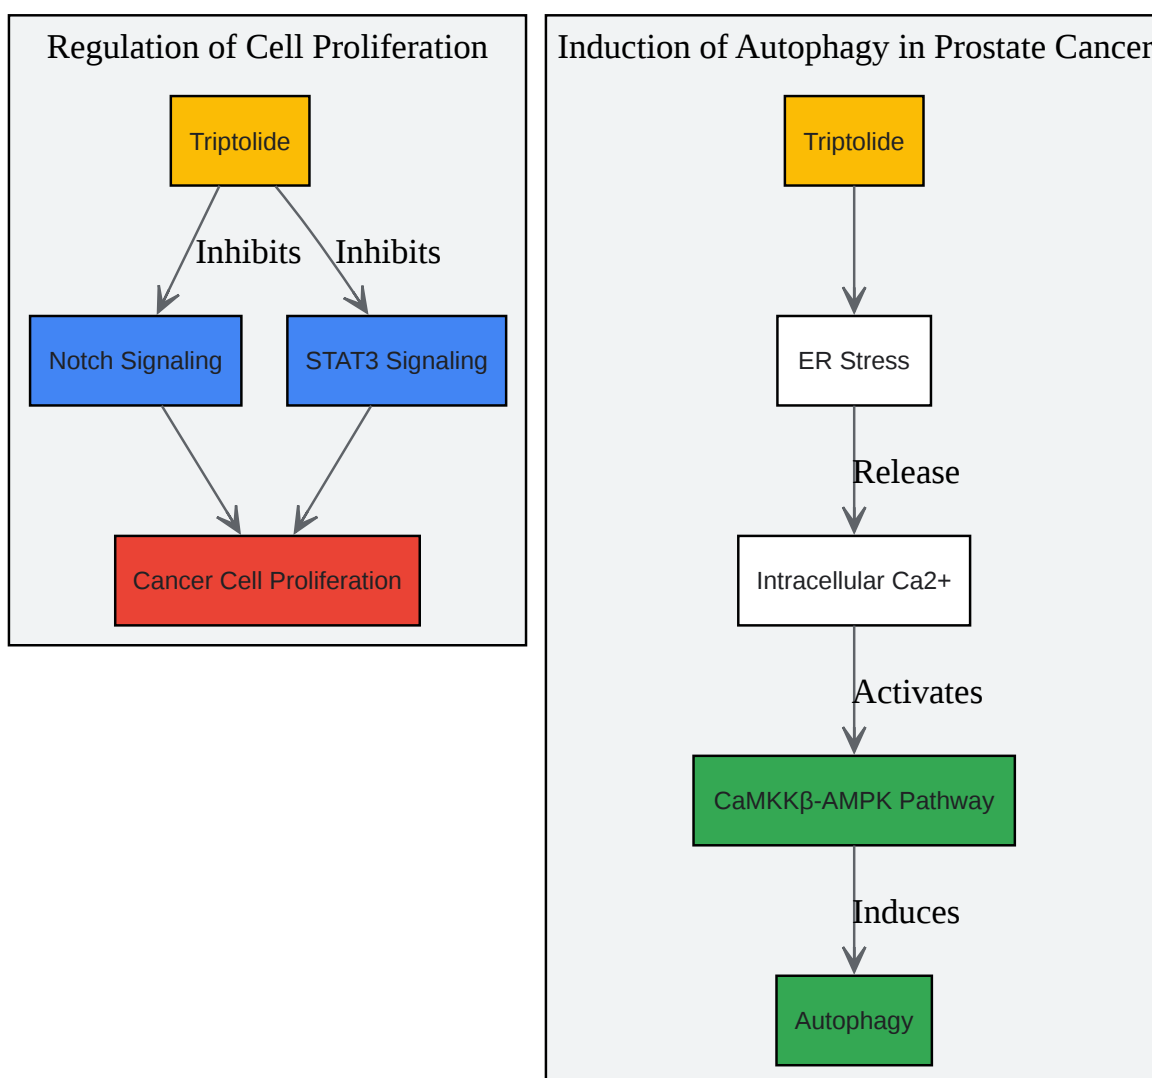 Regulation of Cell Proliferation
Triptolide
Inhibits
Inhibits
Notch Signaling
STAT3 Signaling
Cancer Cell Proliferation
Induction of Autophagy in Prostate Cancer
Triptolide
ER Stress
Release
Intracellular Ca2+
Activates
CaMKKβ-AMPK Pathway
Induces
Autophagy